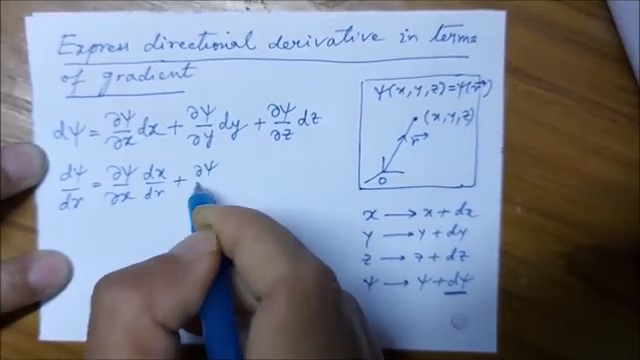 Express directional derivative in terms
of gradient
dψ = ∂ψ/∂x dx + ∂ψ/∂y dy + ∂ψ/∂z dz
dψ/dr = ∂ψ/∂x dx/dr + ∂ψ
ψ(x,y,z)=ψ(r⃗)
(x,y,z)
r⃗
O
x → x + dx
y → y + dy
z → z + dz
ψ → ψ + dψ